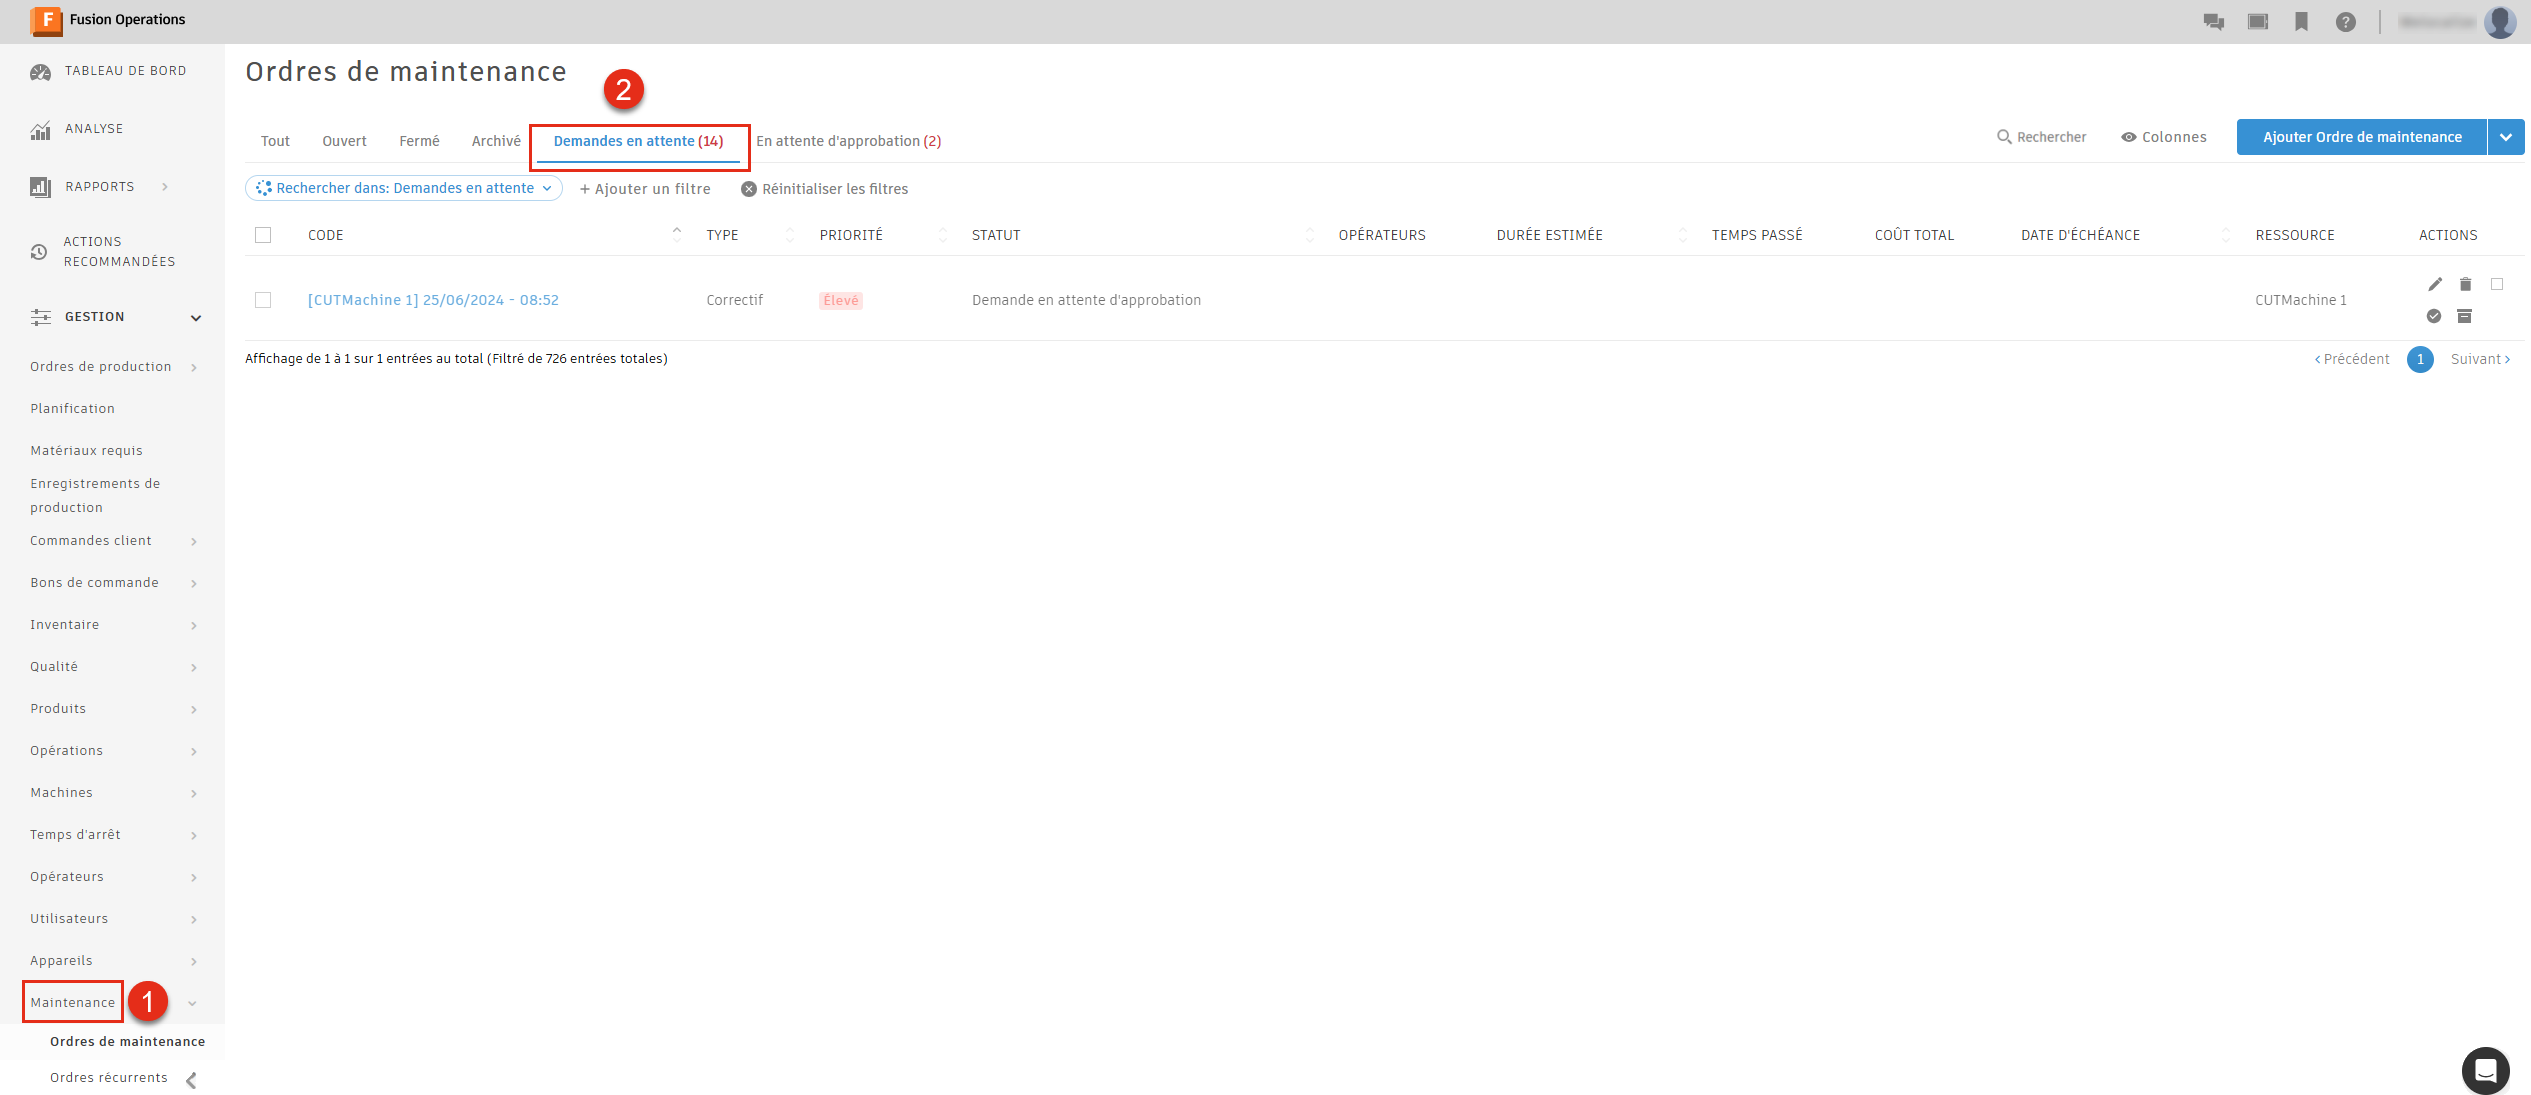 F Fusion Operations
TABLEAU DE BORD
ANALYSE
RAPPORTS
ACTIONS
RECOMMANDÉES
GESTION
Ordres de production
Planification
Matériaux requis
Enregistrements de
production
Commandes client
Bons de commande
Inventaire
Qualité
Produits
Opérations
Machines
Temps d'arrêt
Opérateurs
Utilisateurs
Appareils
Maintenance 1
Ordres de maintenance
Ordres récurrents
Ordres de maintenance
2
Tout Ouvert Fermé Archivé Demandes en attente (14) En attente d'approbation (2) Rechercher Colonnes Ajouter Ordre de maintenance
Rechercher dans: Demandes en attente + Ajouter un filtre Réinitialiser les filtres
CODE TYPE PRIORITÉ STATUT OPÉRATEURS DURÉE ESTIMÉE TEMPS PASSÉ COÛT TOTAL DATE D'ÉCHÉANCE RESSOURCE ACTIONS
[CUTMachine 1] 25/06/2024 - 08:52 Correctif Élevé Demande en attente d'approbation CUTMachine 1
Affichage de 1 à 1 sur 1 entrées au total (Filtré de 726 entrées totales) < Précédent 1 Suivant >